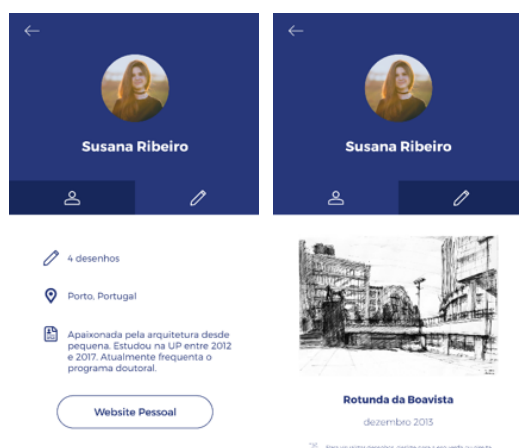 Susana Ribeiro
4 desenhos
Porto, Portugal
Apaixonada pela arquitetura desde
pequena. Estudou na UP entre 2012
e 2017. Atualmente frequenta o
programa doutoral.
Website Pessoal
Susana Ribeiro
Rotunda da Boavista
dezembro 2013